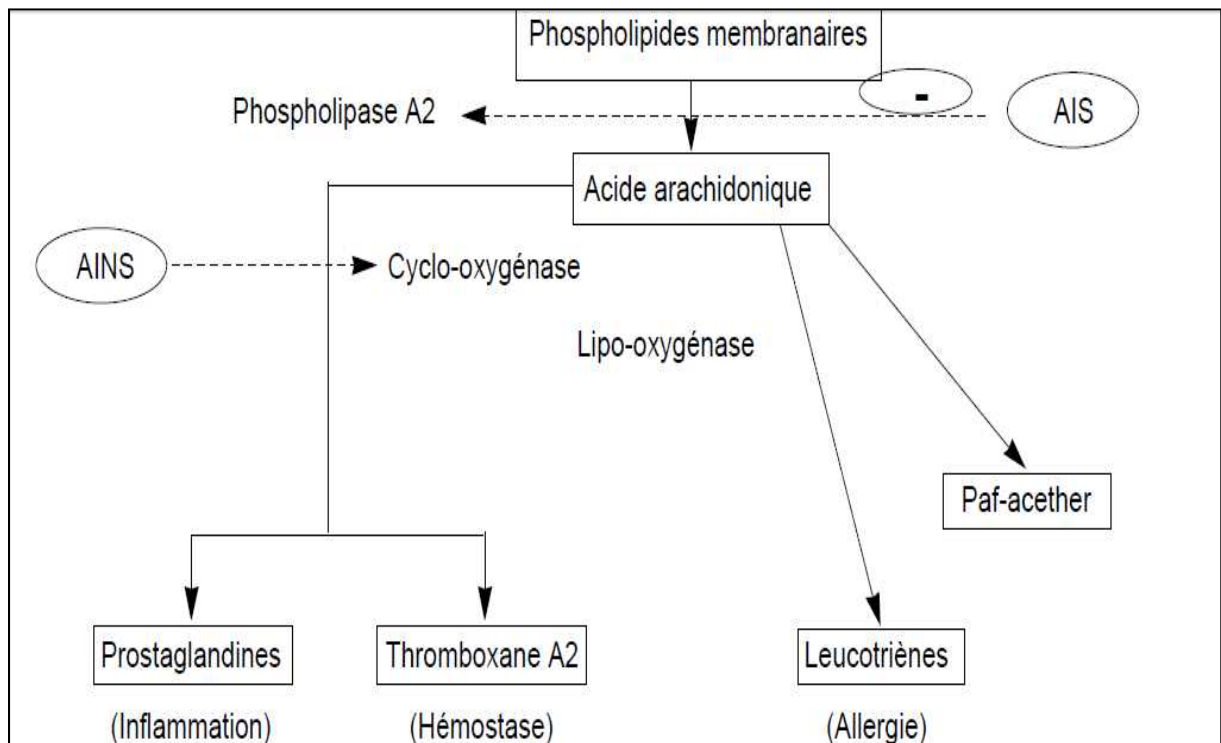 Phospholipides membranaires
Phospholipase A2
-
AIS
Acide arachidonique
AINS
Cyclo-oxygénase
Lipo-oxygénase
Paf-acether
Prostaglandines
Thromboxane A2
Leucotriènes
(Inflammation)
(Hémostase)
(Allergie)